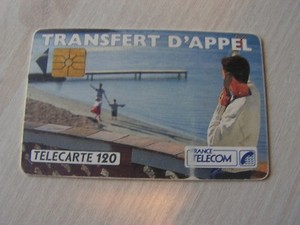 TRANSFERT D'APPEL
TELECARTE 120
FRANCE
TELECOM